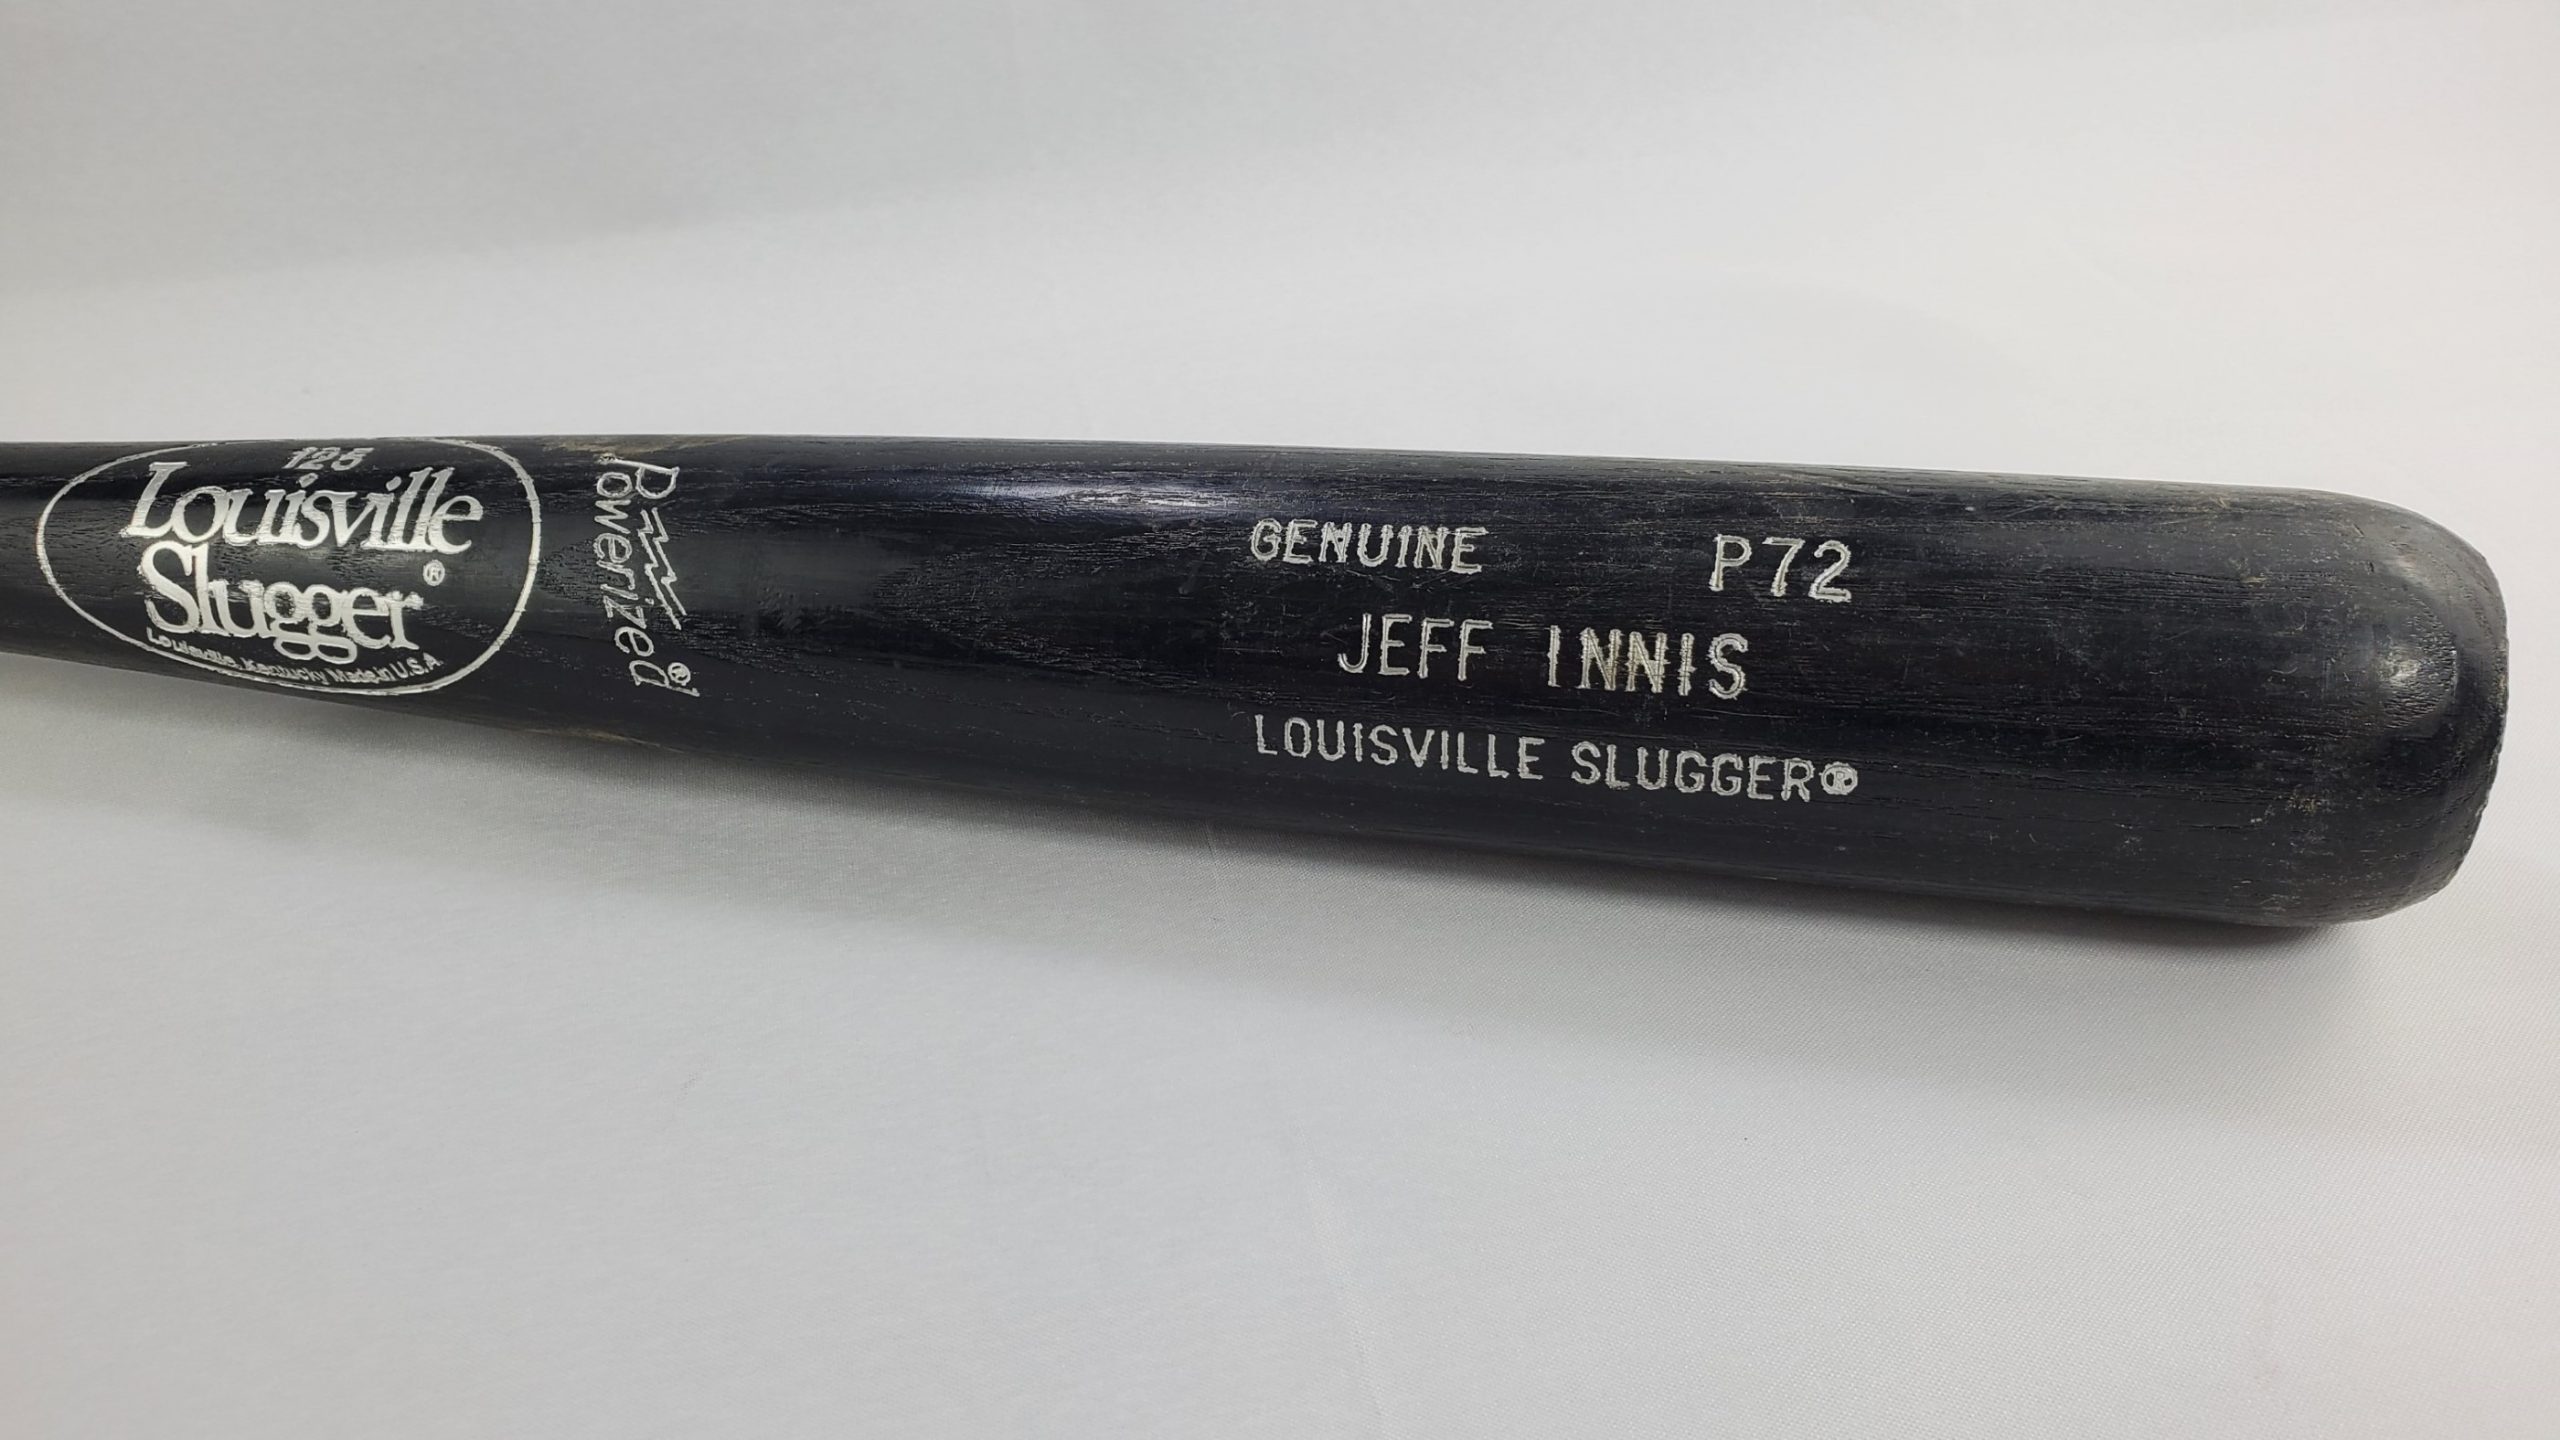 125
Louisville
Slugger®
Louisville, Kentucky Made in U.S.A
Powerized®
GENUINE P72
JEFF INNIS
LOUISVILLE SLUGGER®